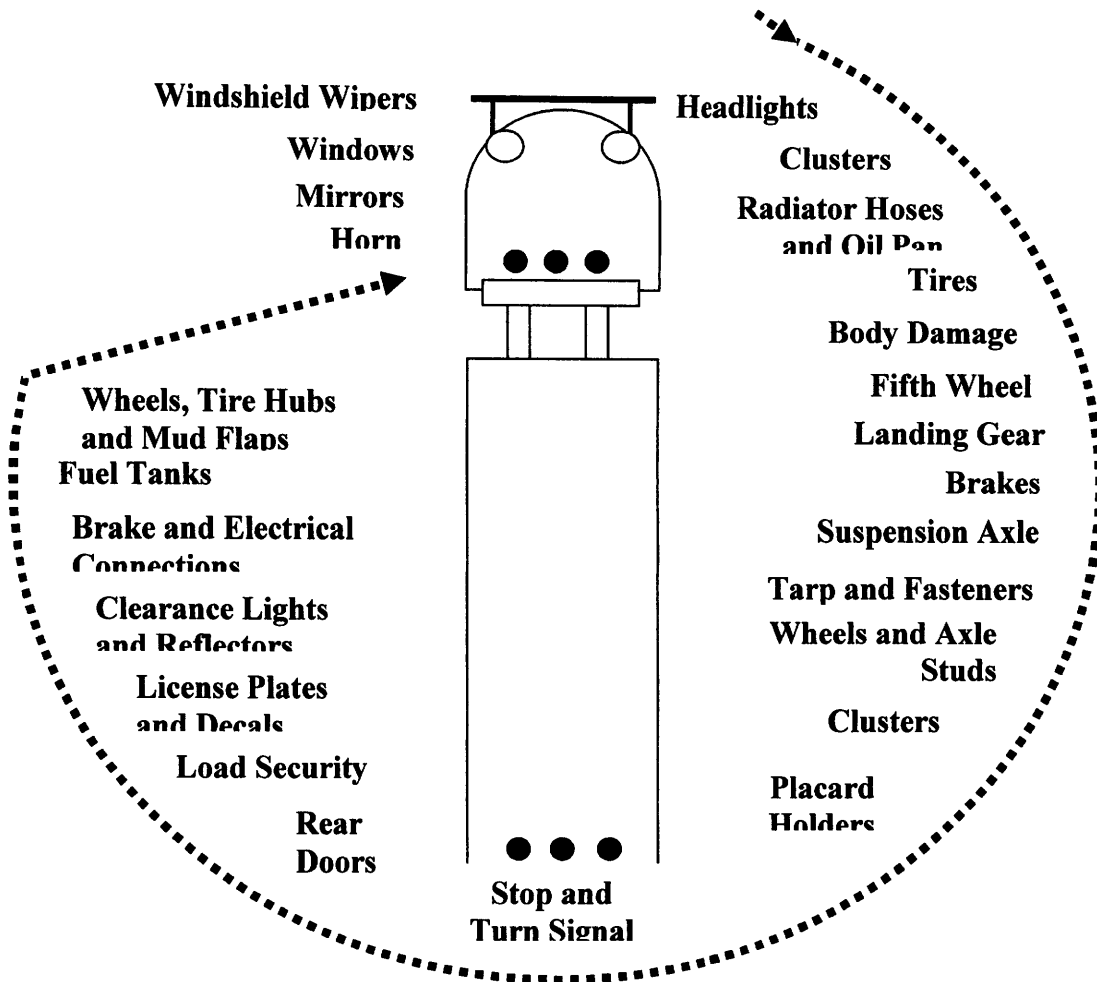 Windshield Wipers
Windows
Mirrors
Horn
Headlights
Clusters
Radiator Hoses
and Oil Pan
Tires
Body Damage
Fifth Wheel
Landing Gear
Brakes
Suspension Axle
Tarp and Fasteners
Wheels and Axle
Studs
Clusters
Placard
Holders
Stop and
Turn Signal
Rear
Doors
Load Security
License Plates
and Decals
Clearance Lights
and Reflectors
Brake and Electrical
Connections
Fuel Tanks
Wheels, Tire Hubs
and Mud Flaps